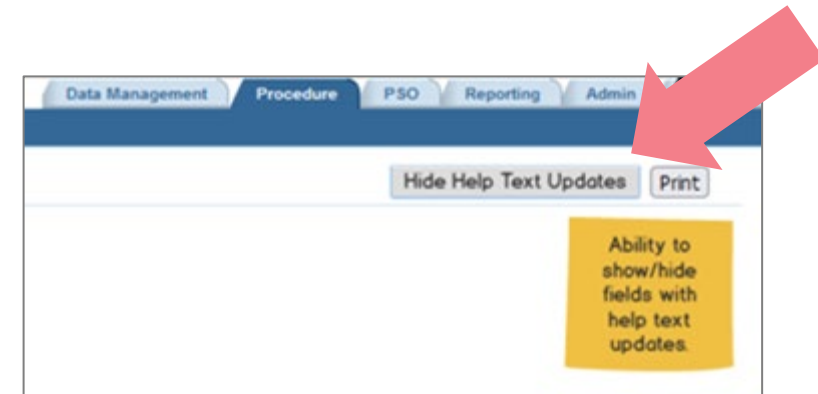 Data Management Procedure PSO Reporting Admin
Hide Help Text Updates Print
Ability to
show/hide
fields with
help text
updates.